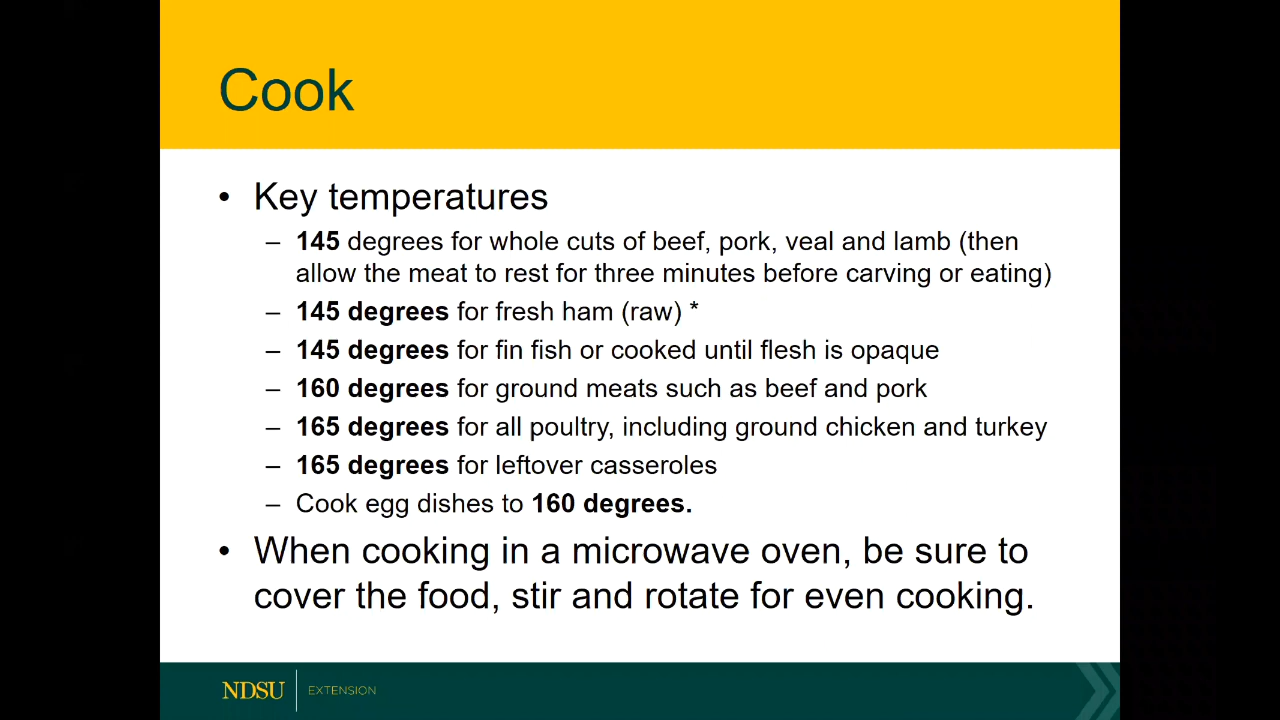 Cook
• Key temperatures
– 145 degrees for whole cuts of beef, pork, veal and lamb (then
allow the meat to rest for three minutes before carving or eating)
– 145 degrees for fresh ham (raw) *
– 145 degrees for fin fish or cooked until flesh is opaque
– 160 degrees for ground meats such as beef and pork
– 165 degrees for all poultry, including ground chicken and turkey
– 165 degrees for leftover casseroles
– Cook egg dishes to 160 degrees.
• When cooking in a microwave oven, be sure to
cover the food, stir and rotate for even cooking.
NDSU EXTENSION